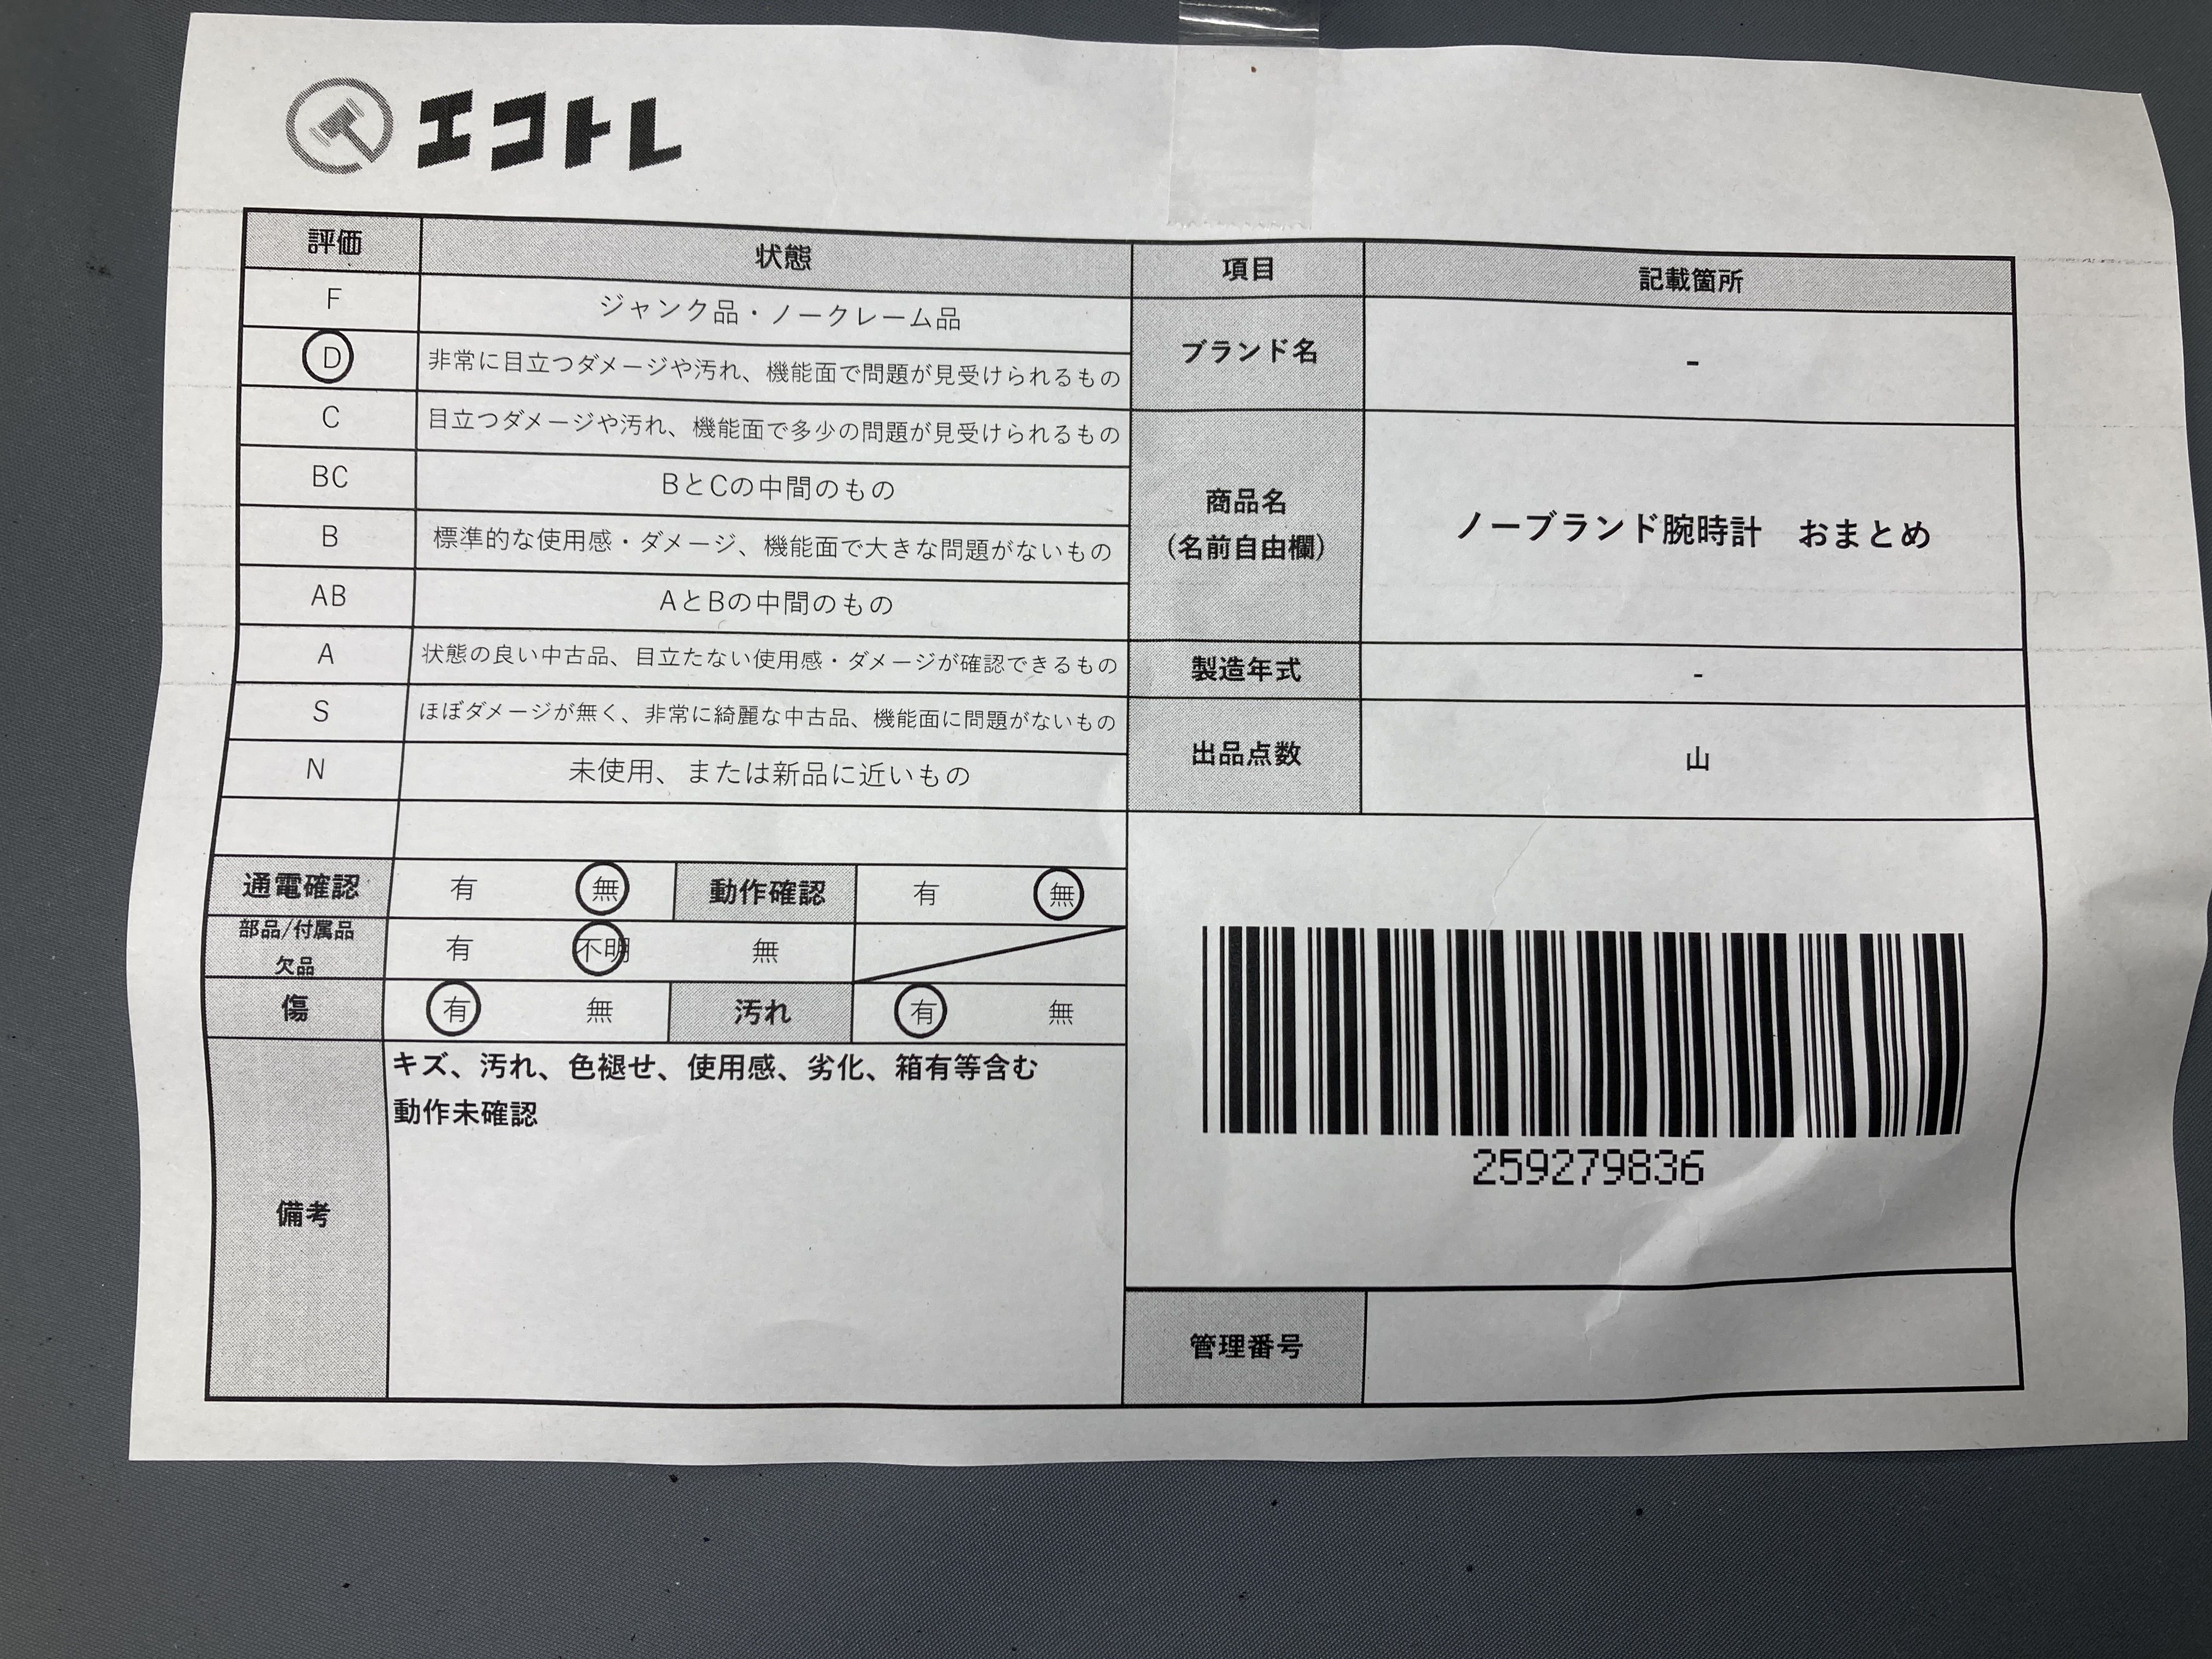 エコトレ
評価 状態
F ジャンク品・ノークレーム品
D 非常に目立つダメージや汚れ、機能面で問題が見受けられるもの
C 目立つダメージや汚れ、機能面で多少の問題が見受けられるもの
BC BとCの中間のもの
B 標準的な使用感・ダメージ、機能面で大きな問題がないもの
AB AとBの中間のもの
A 状態の良い中古品、目立たない使用感・ダメージが確認できるもの
S ほぼダメージが無く、非常に綺麗な中古品、機能面に問題がないもの
N 未使用、または新品に近いもの
通電確認 有 無 動作確認 有 無
部品/付属品
欠品 有 不明 無
傷 有 無 汚れ 有 無
備考
キズ、汚れ、色褪せ、使用感、劣化、箱有等含む
動作未確認
項目 記載箇所
ブランド名 -
商品名
(名前自由欄) ノーブランド腕時計　おまとめ
製造年式 -
出品点数 山
259279836
管理番号